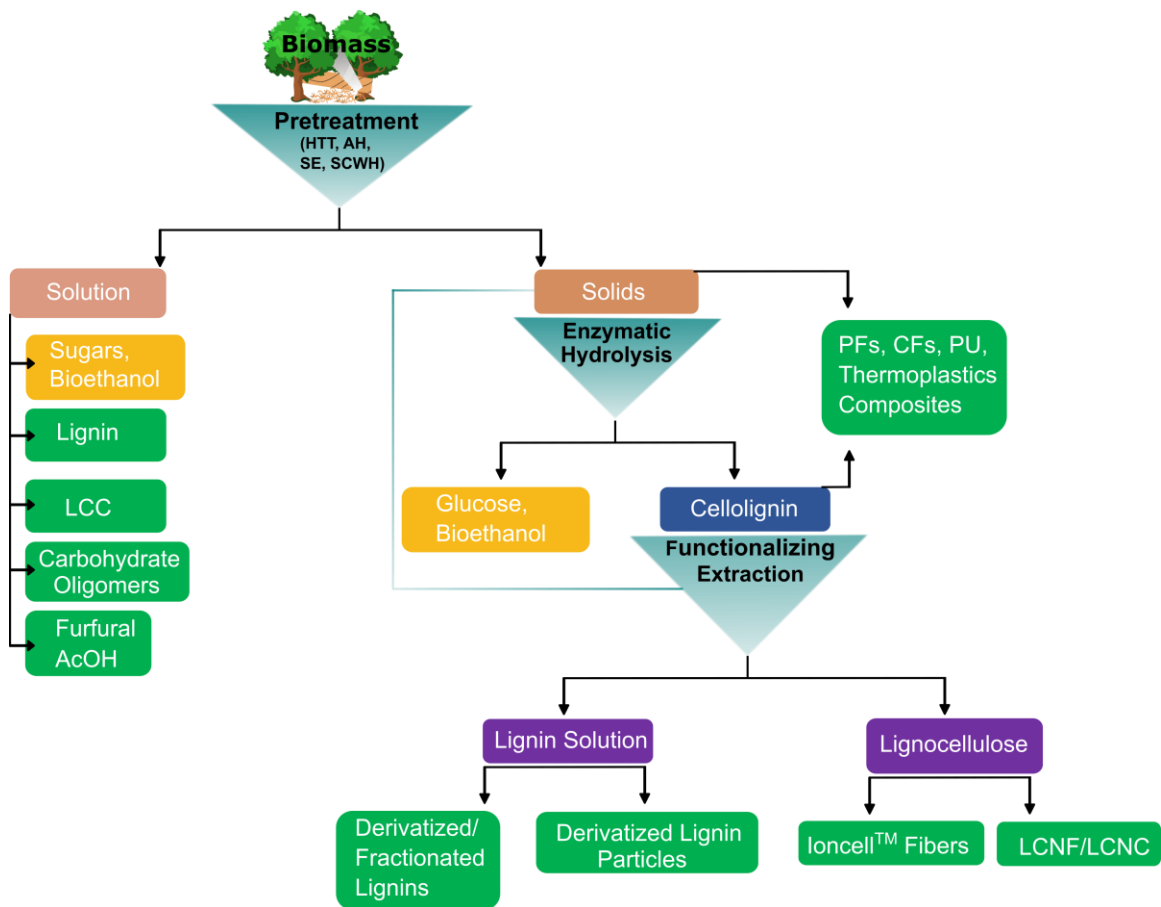 Biomass
Pretreatment
(HTT, AH,
SE, SCWH)
Solution
Sugars,
Bioethanol
Lignin
LCC
Carbohydrate
Oligomers
Furfural
AcOH
Solids
Enzymatic
Hydrolysis
PFs, CFs, PU,
Thermoplastics
Composites
Glucose,
Bioethanol
Cellolignin
Functionalizing
Extraction
Lignin Solution
Lignocellulose
Derivatized/
Fractionated
Lignins
Derivatized Lignin
Particles
Ioncell™ Fibers
LCNF/LCNC